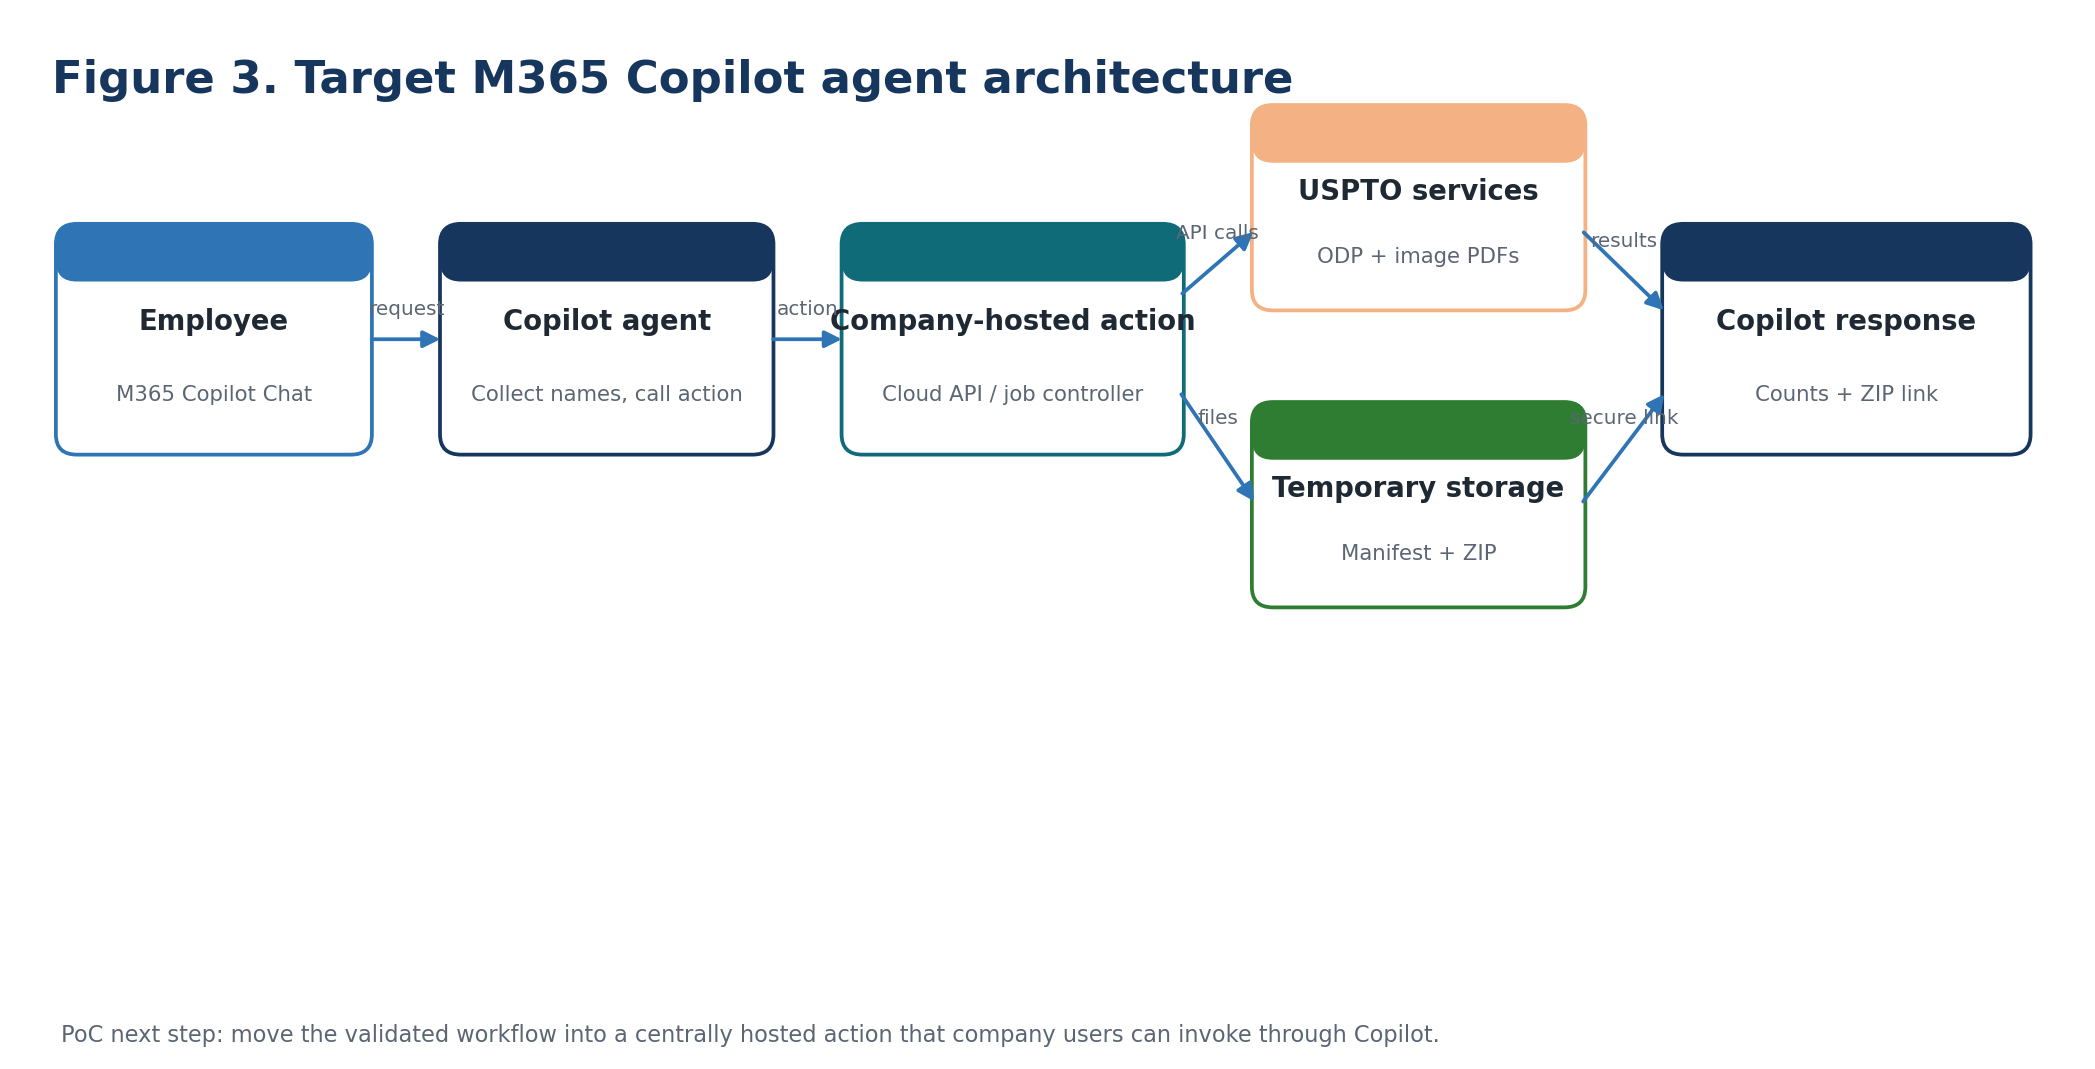 Figure 3. Target M365 Copilot agent architecture
Employee
M365 Copilot Chat
request
Copilot agent
Collect names, call action
action
Company-hosted action
Cloud API / job controller
API calls
files
USPTO services
ODP + image PDFs
Temporary storage
Manifest + ZIP
results
secure link
Copilot response
Counts + ZIP link
PoC next step: move the validated workflow into a centrally hosted action that company users can invoke through Copilot.